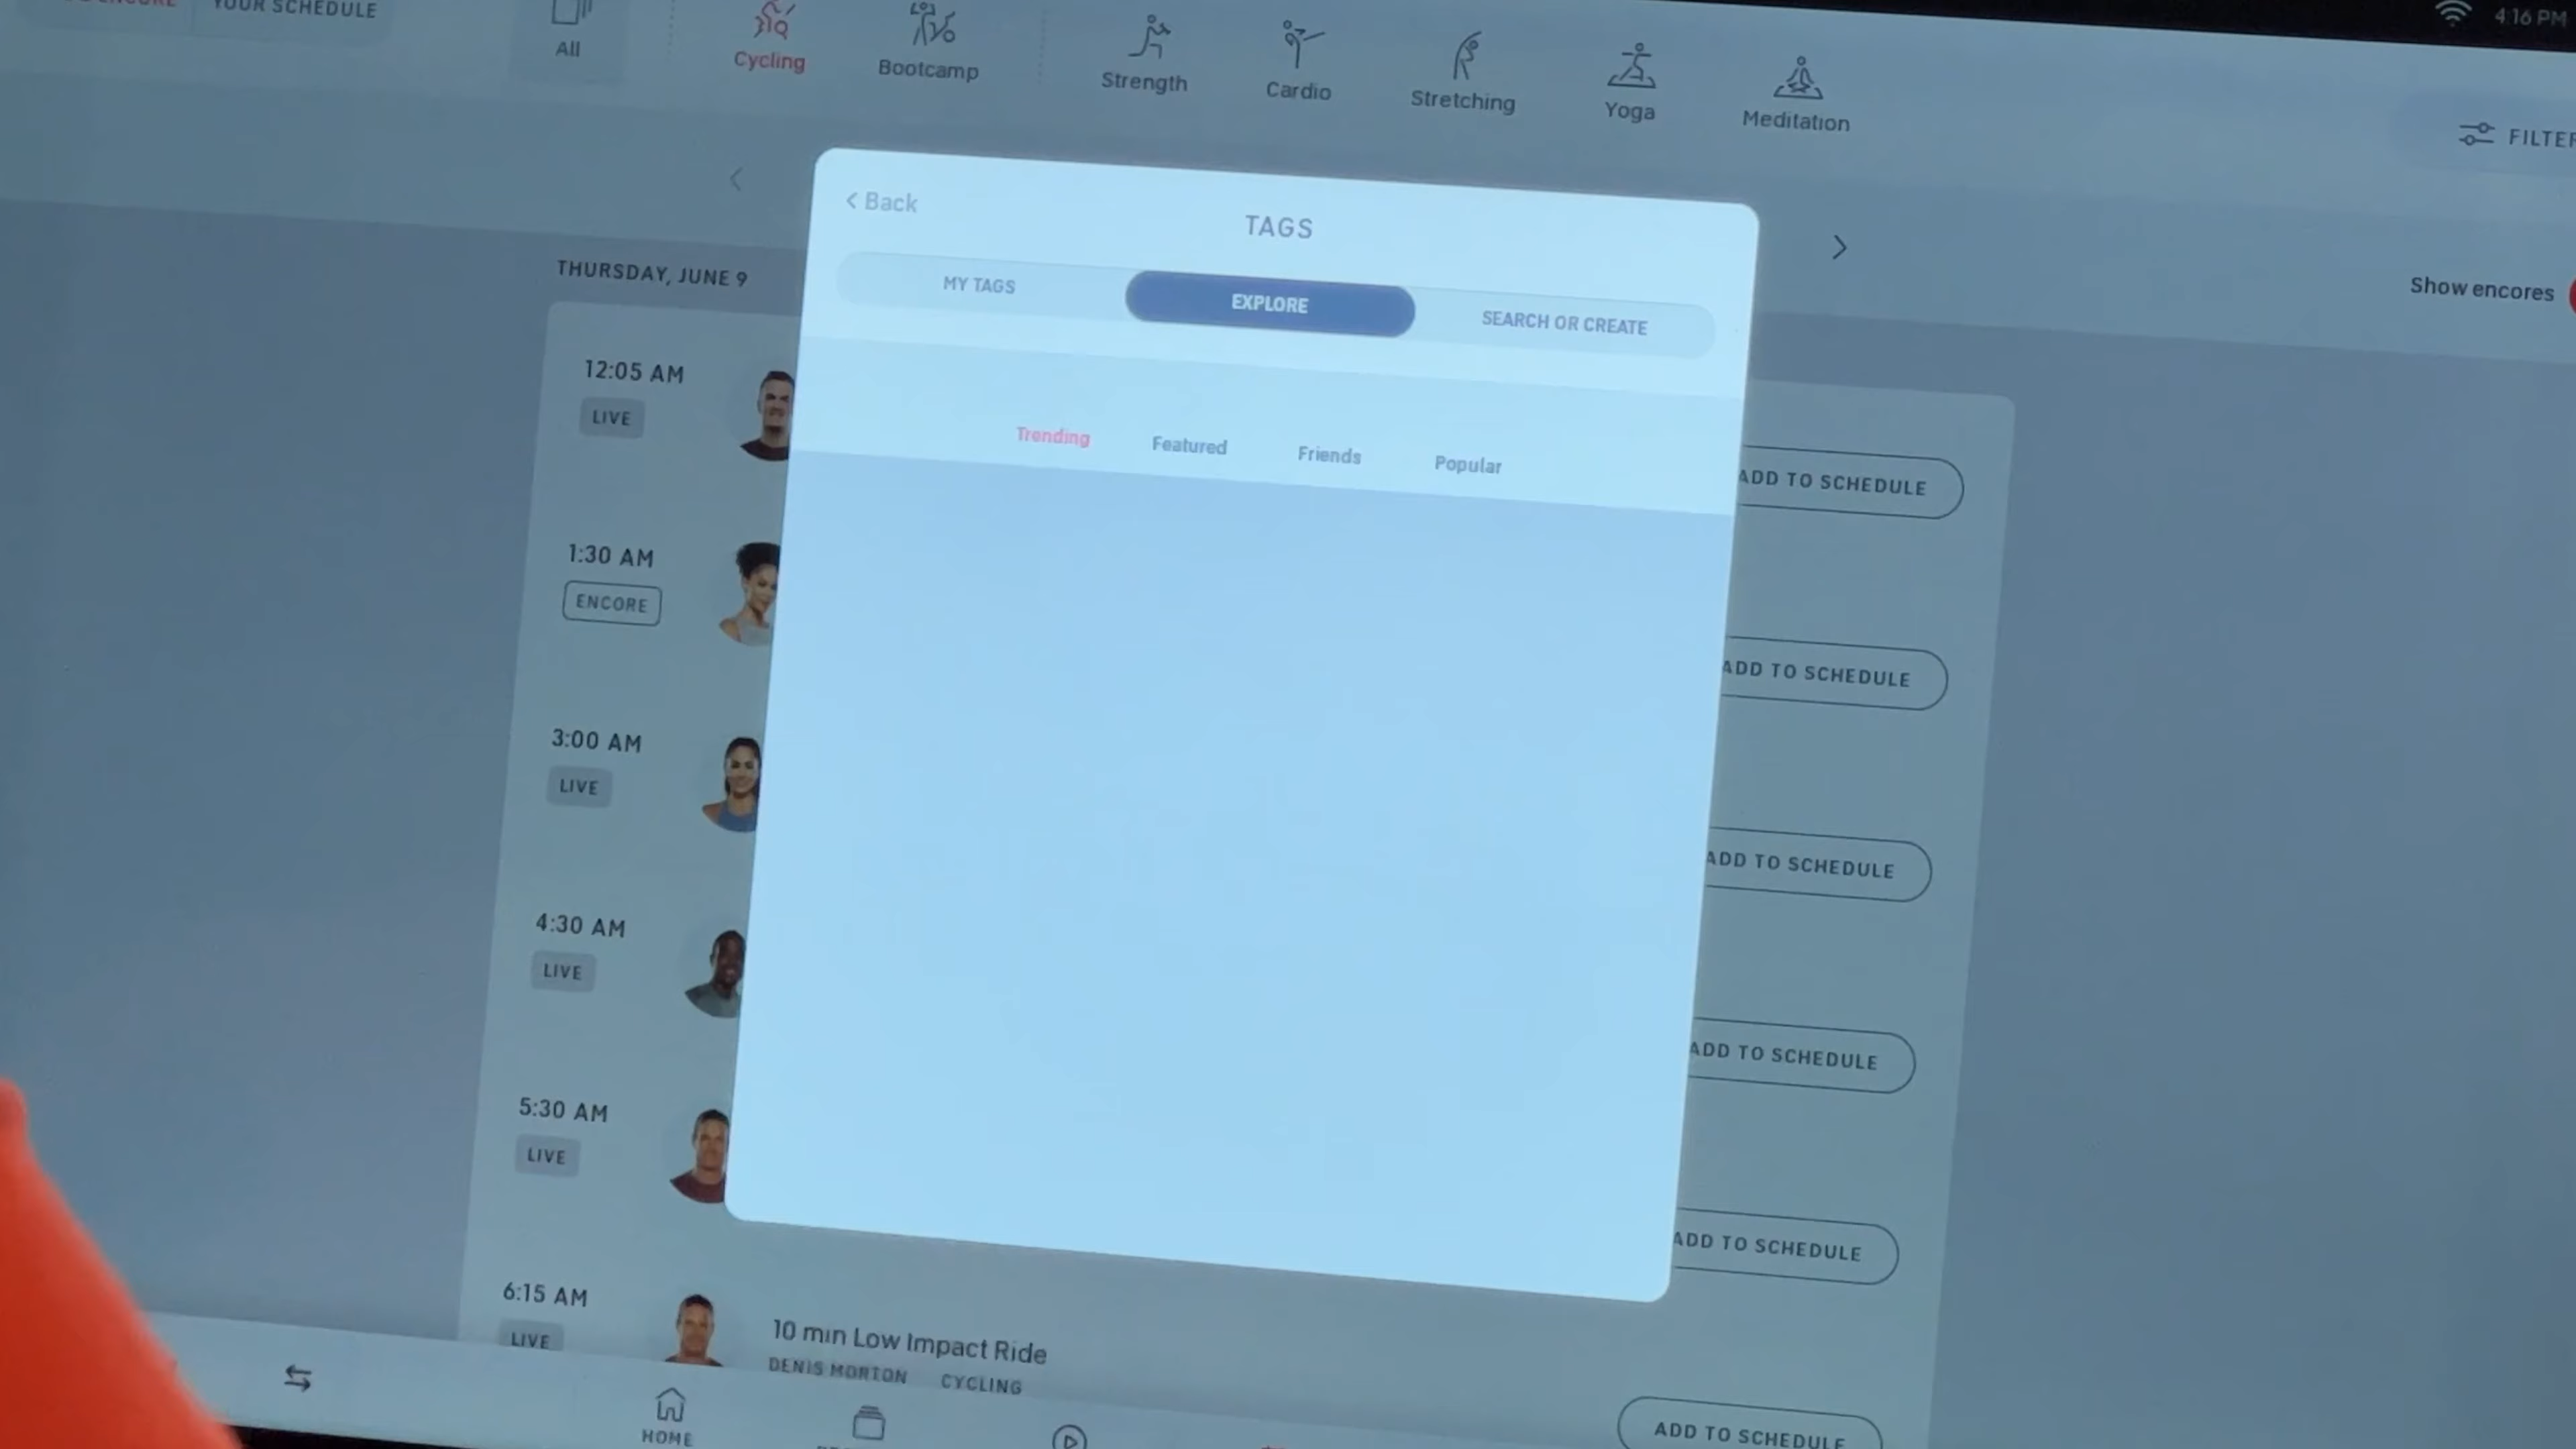 YOUR SCHEDULE
4:16 PM
All
Cycling
Bootcamp
Strength
Cardio
Stretching
Yoga
Meditation
FILTER
< Back
TAGS
MY TAGS
EXPLORE
SEARCH OR CREATE
THURSDAY, JUNE 9
Show encores
Trending
Featured
Friends
Popular
12:05 AM
LIVE
ADD TO SCHEDULE
1:30 AM
ENCORE
ADD TO SCHEDULE
3:00 AM
LIVE
ADD TO SCHEDULE
4:30 AM
LIVE
ADD TO SCHEDULE
5:30 AM
LIVE
ADD TO SCHEDULE
6:15 AM
LIVE
10 min Low Impact Ride
DENIS MORTON CYCLING
ADD TO SCHEDULE
HOME